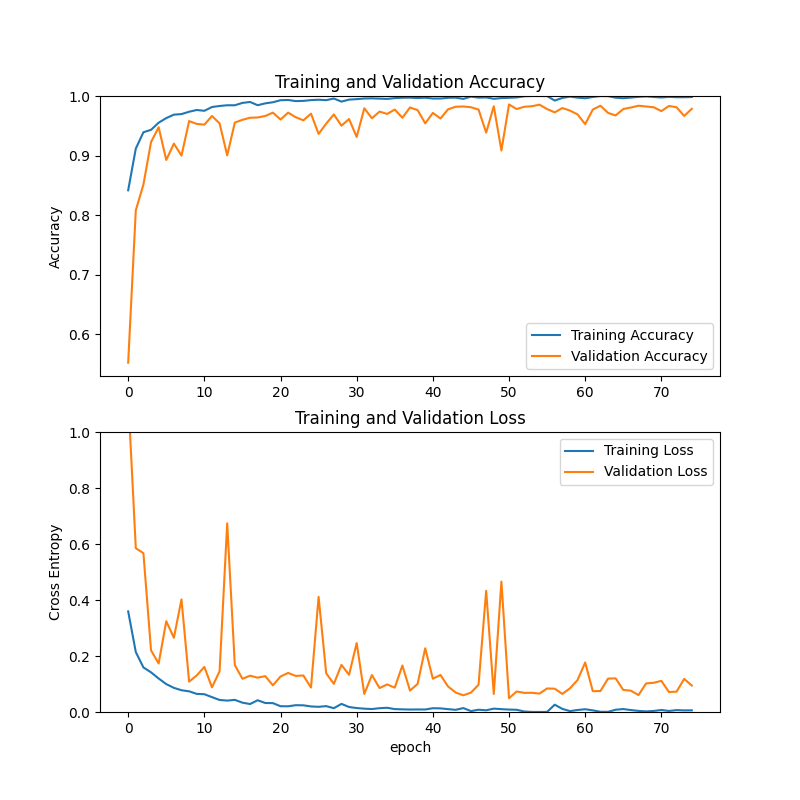 Training and Validation Accuracy
1.0
0.9
0.8
0.7
0.6
Accuracy
Training Accuracy
Validation Accuracy
0 10 20 30 40 50 60 70
Training and Validation Loss
1.0
0.8
0.6
0.4
0.2
0.0
Cross Entropy
Training Loss
Validation Loss
0 10 20 30 40 50 60 70
epoch